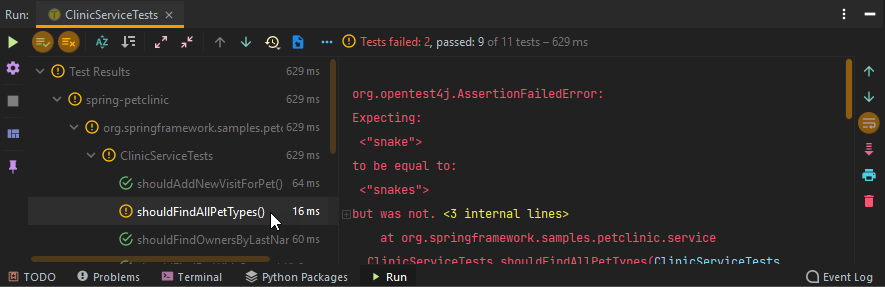 Run: ClinicServiceTests
Tests failed: 2, passed: 9 of 11 tests – 629 ms
Test Results 629 ms
spring-petclinic 629 ms
org.springframework.samples.petc 629 ms
ClinicServiceTests 629 ms
shouldAddNewVisitForPet() 64 ms
shouldFindAllPetTypes() 16 ms
shouldFindOwnersByLastNar 60 ms
org.opentest4j.AssertionFailedError:
Expecting:
<"snake">
to be equal to:
<"snakes">
but was not. <3 internal lines>
at org.springframework.samples.petclinic.service
.ClinicServiceTests.shouldFindAllPetTypes(ClinicServiceTests
TODO Problems Terminal Python Packages Run Event Log